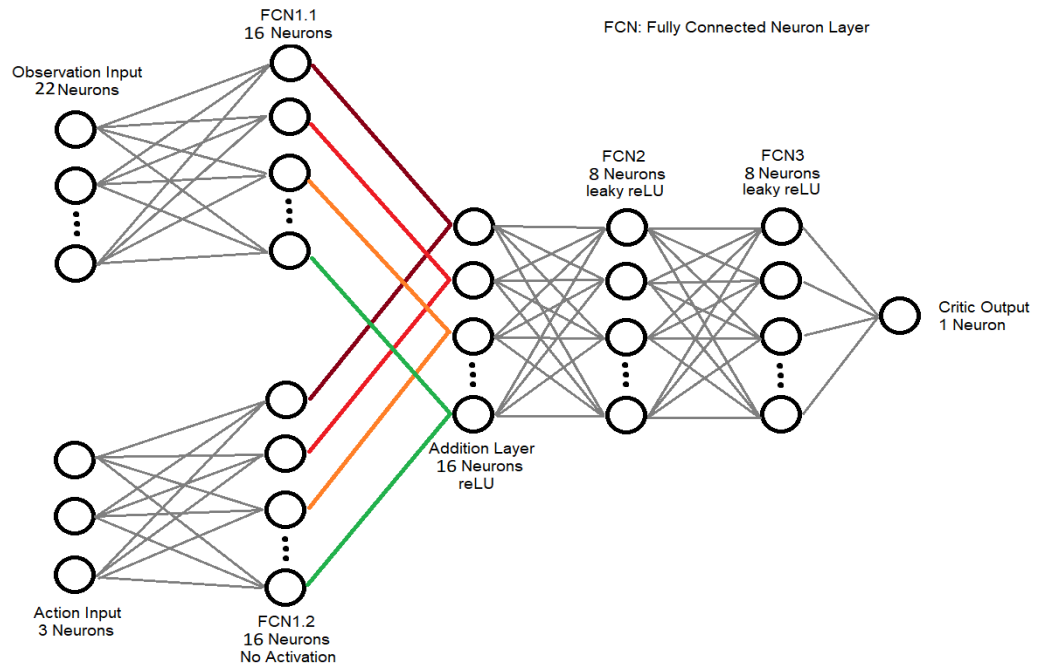 FCN1.1
16 Neurons
FCN: Fully Connected Neuron Layer
Observation Input
22 Neurons
FCN2
8 Neurons
leaky reLU
FCN3
8 Neurons
leaky reLU
Critic Output
1 Neuron
Addition Layer
16 Neurons
reLU
Action Input
3 Neurons
FCN1.2
16 Neurons
No Activation